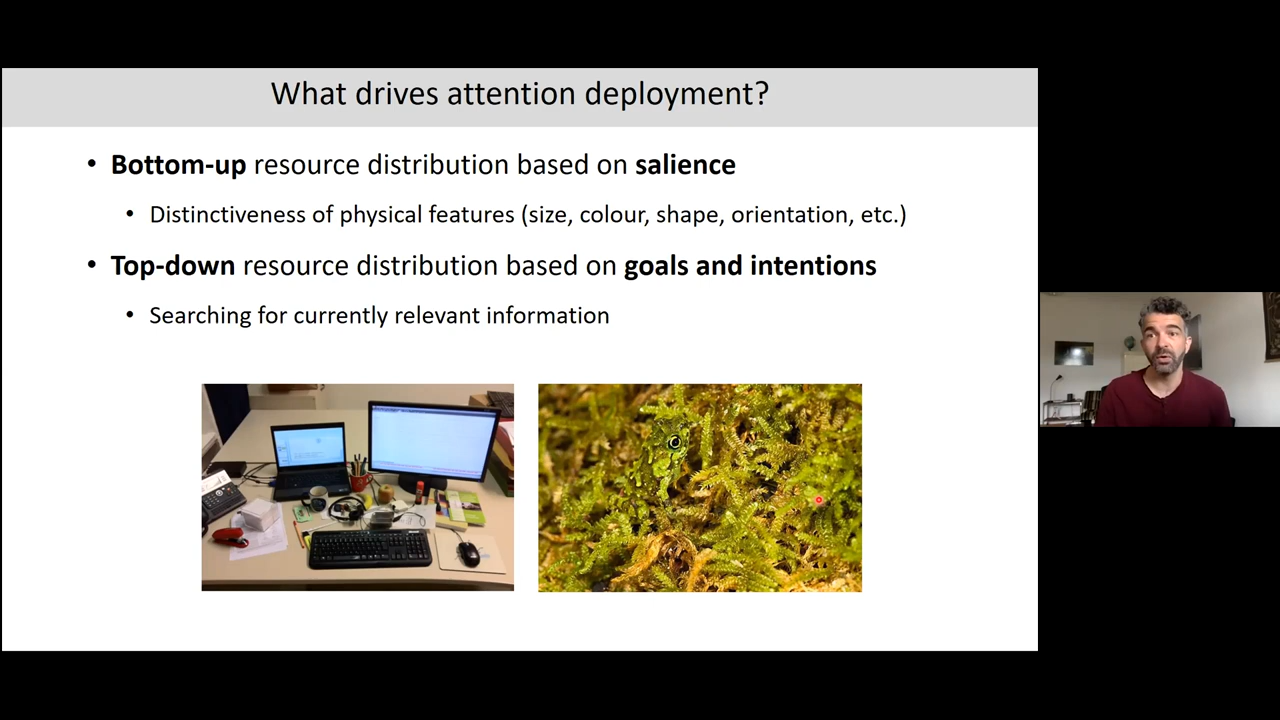 What drives attention deployment?
• Bottom-up resource distribution based on salience
• Distinctiveness of physical features (size, colour, shape, orientation, etc.)
• Top-down resource distribution based on goals and intentions
• Searching for currently relevant information